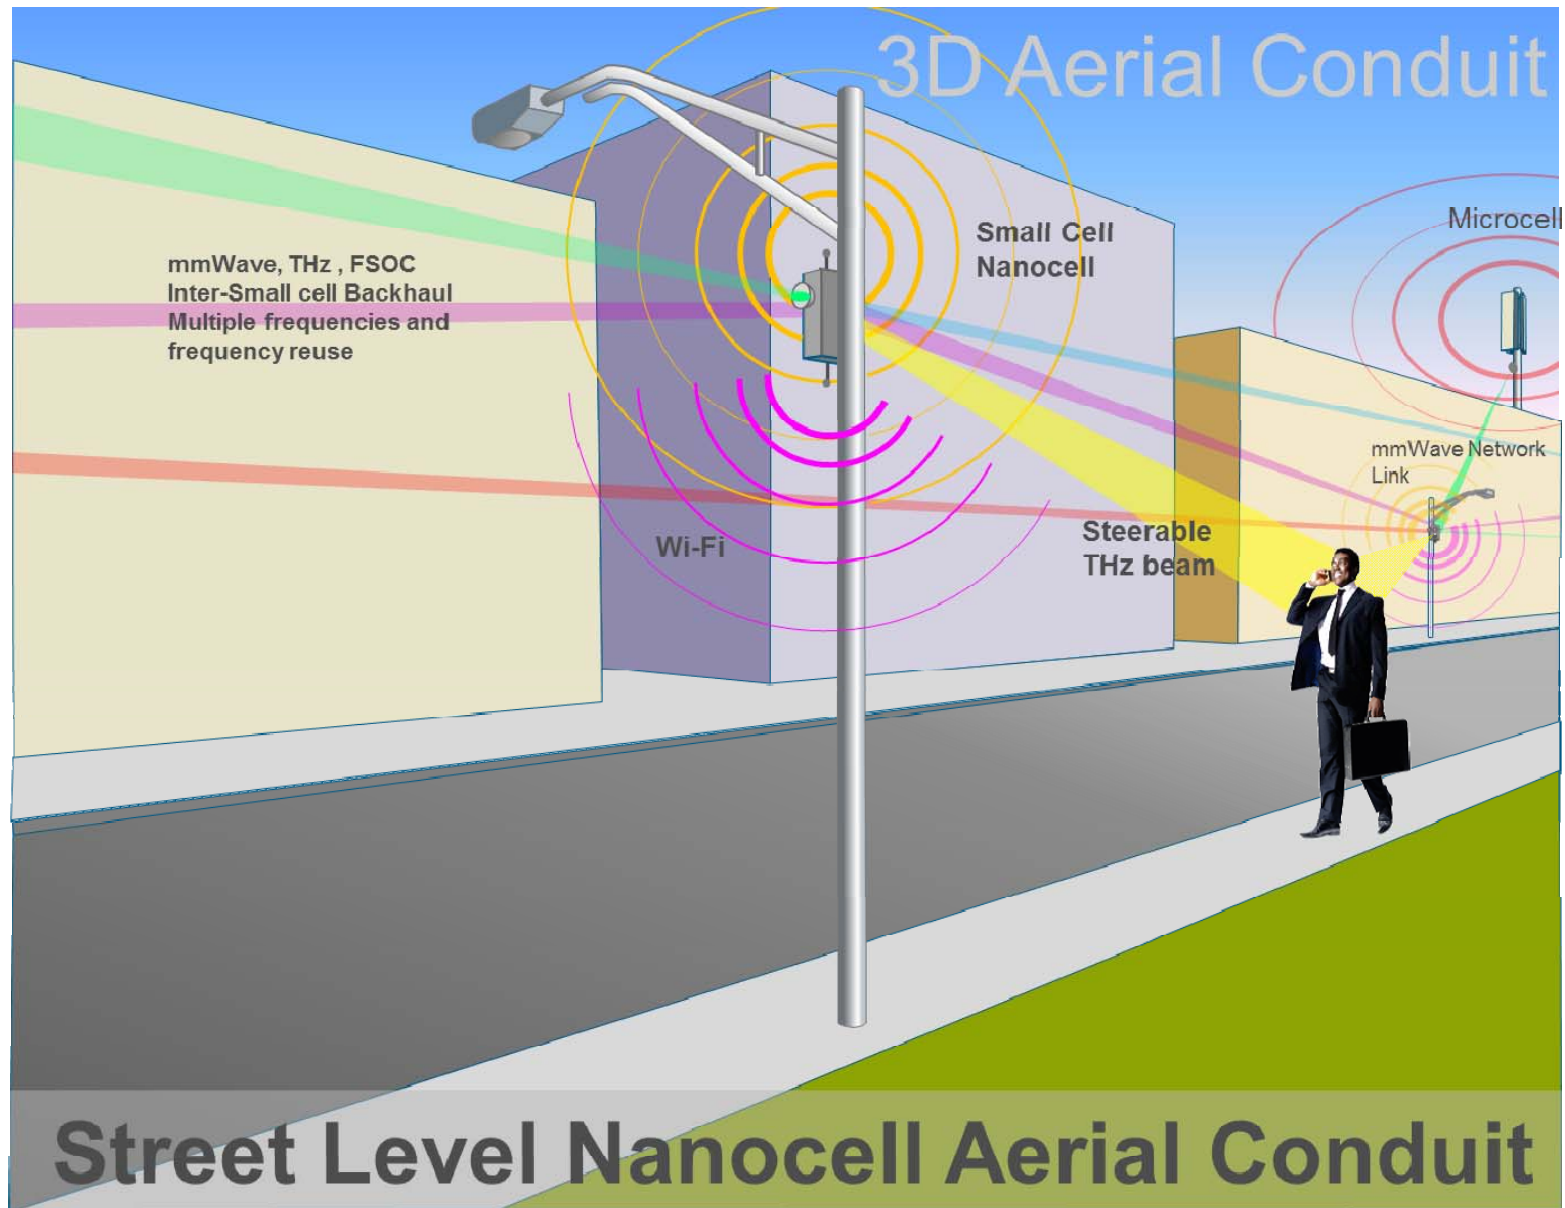 3D Aerial Conduit
Microcell
Small Cell
Nanocell
mmWave, THz , FSOC
Inter-Small cell Backhaul
Multiple frequencies and
frequency reuse
mmWave Network
Link
Wi-Fi
Steerable
THz beam
Street Level Nanocell Aerial Conduit